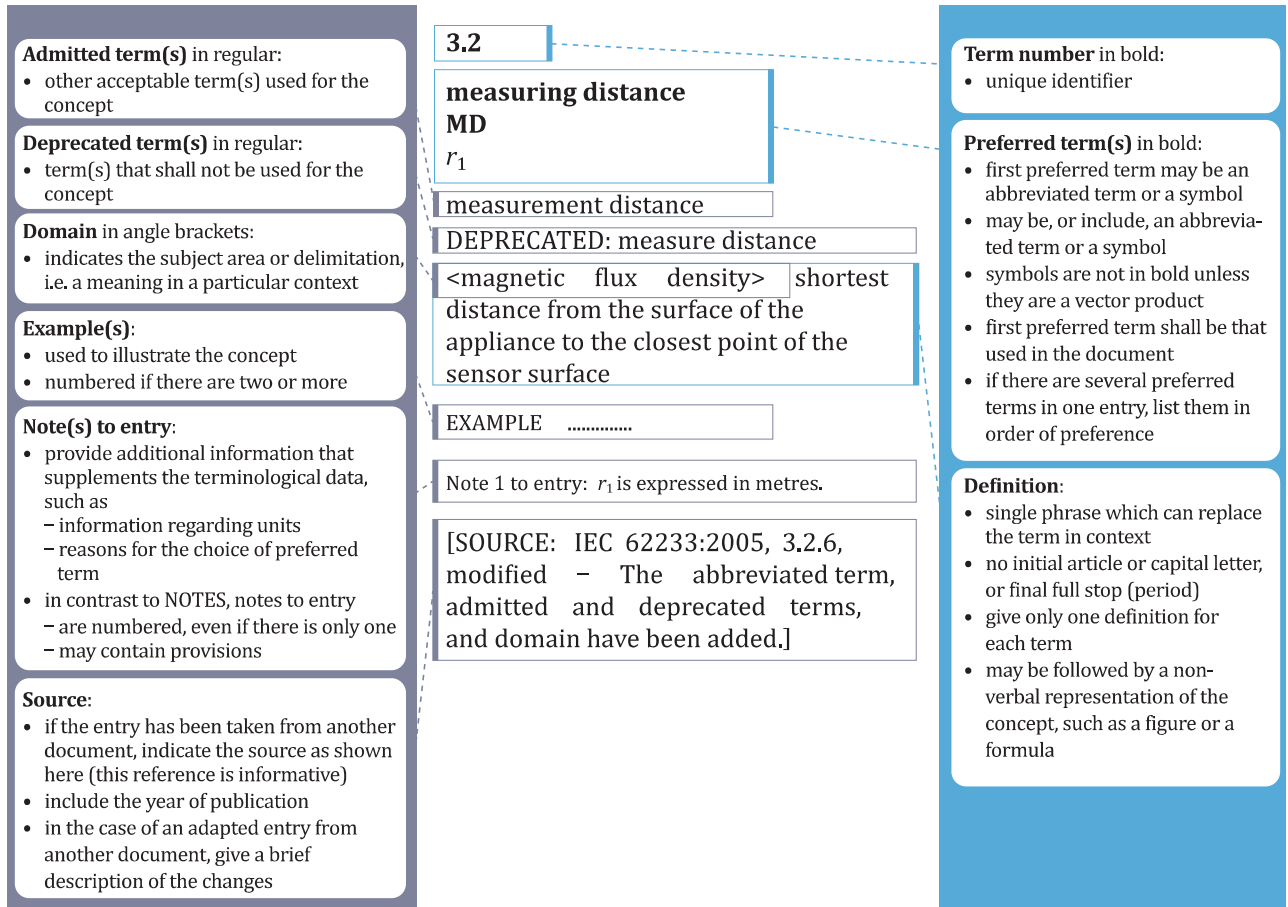 Admitted term(s) in regular:
• other acceptable term(s) used for the
concept
Deprecated term(s) in regular:
• term(s) that shall not be used for the
concept
Domain in angle brackets:
• indicates the subject area or delimitation,
i.e. a meaning in a particular context
Example(s):
• used to illustrate the concept
• numbered if there are two or more
Note(s) to entry:
• provide additional information that
supplements the terminological data,
such as
– information regarding units
– reasons for the choice of preferred
term
• in contrast to NOTES, notes to entry
– are numbered, even if there is only one
– may contain provisions
Source:
• if the entry has been taken from another
document, indicate the source as shown
here (this reference is informative)
• include the year of publication
• in the case of an adapted entry from
another document, give a brief
description of the changes
3.2
measuring distance
MD
r1
measurement distance
DEPRECATED: measure distance
<magnetic flux density> shortest
distance from the surface of the
appliance to the closest point of the
sensor surface
EXAMPLE ..............
Note 1 to entry: r1 is expressed in metres.
[SOURCE: IEC 62233:2005, 3.2.6,
modified – The abbreviated term,
admitted and deprecated terms,
and domain have been added.]
Term number in bold:
• unique identifier
Preferred term(s) in bold:
• first preferred term may be an
abbreviated term or a symbol
• may be, or include, an abbrevia-
ted term or a symbol
• symbols are not in bold unless
they are a vector product
• first preferred term shall be that
used in the document
• if there are several preferred
terms in one entry, list them in
order of preference
Definition:
• single phrase which can replace
the term in context
• no initial article or capital letter,
or final full stop (period)
• give only one definition for
each term
• may be followed by a non-
verbal representation of the
concept, such as a figure or a
formula